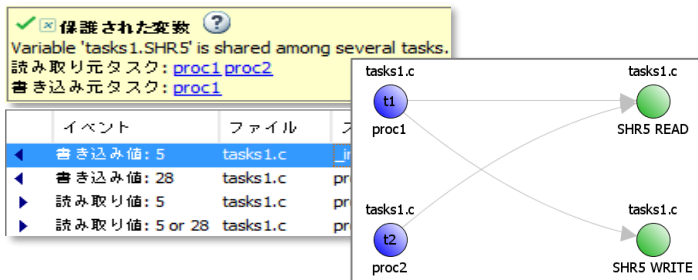 保護された変数 ?
Variable 'tasks1.SHR5' is shared among several tasks.
読み取り元タスク: proc1 proc2
書き込み元タスク: proc1
イベント ファイル
書き込み値: 5 tasks1.c
書き込み値: 28 tasks1.c
読み取り値: 5 tasks1.c
読み取り値: 5 or 28 tasks1.c
tasks1.c tasks1.c
t1
proc1 SHR5 READ
tasks1.c tasks1.c
t2
proc2 SHR5 WRITE